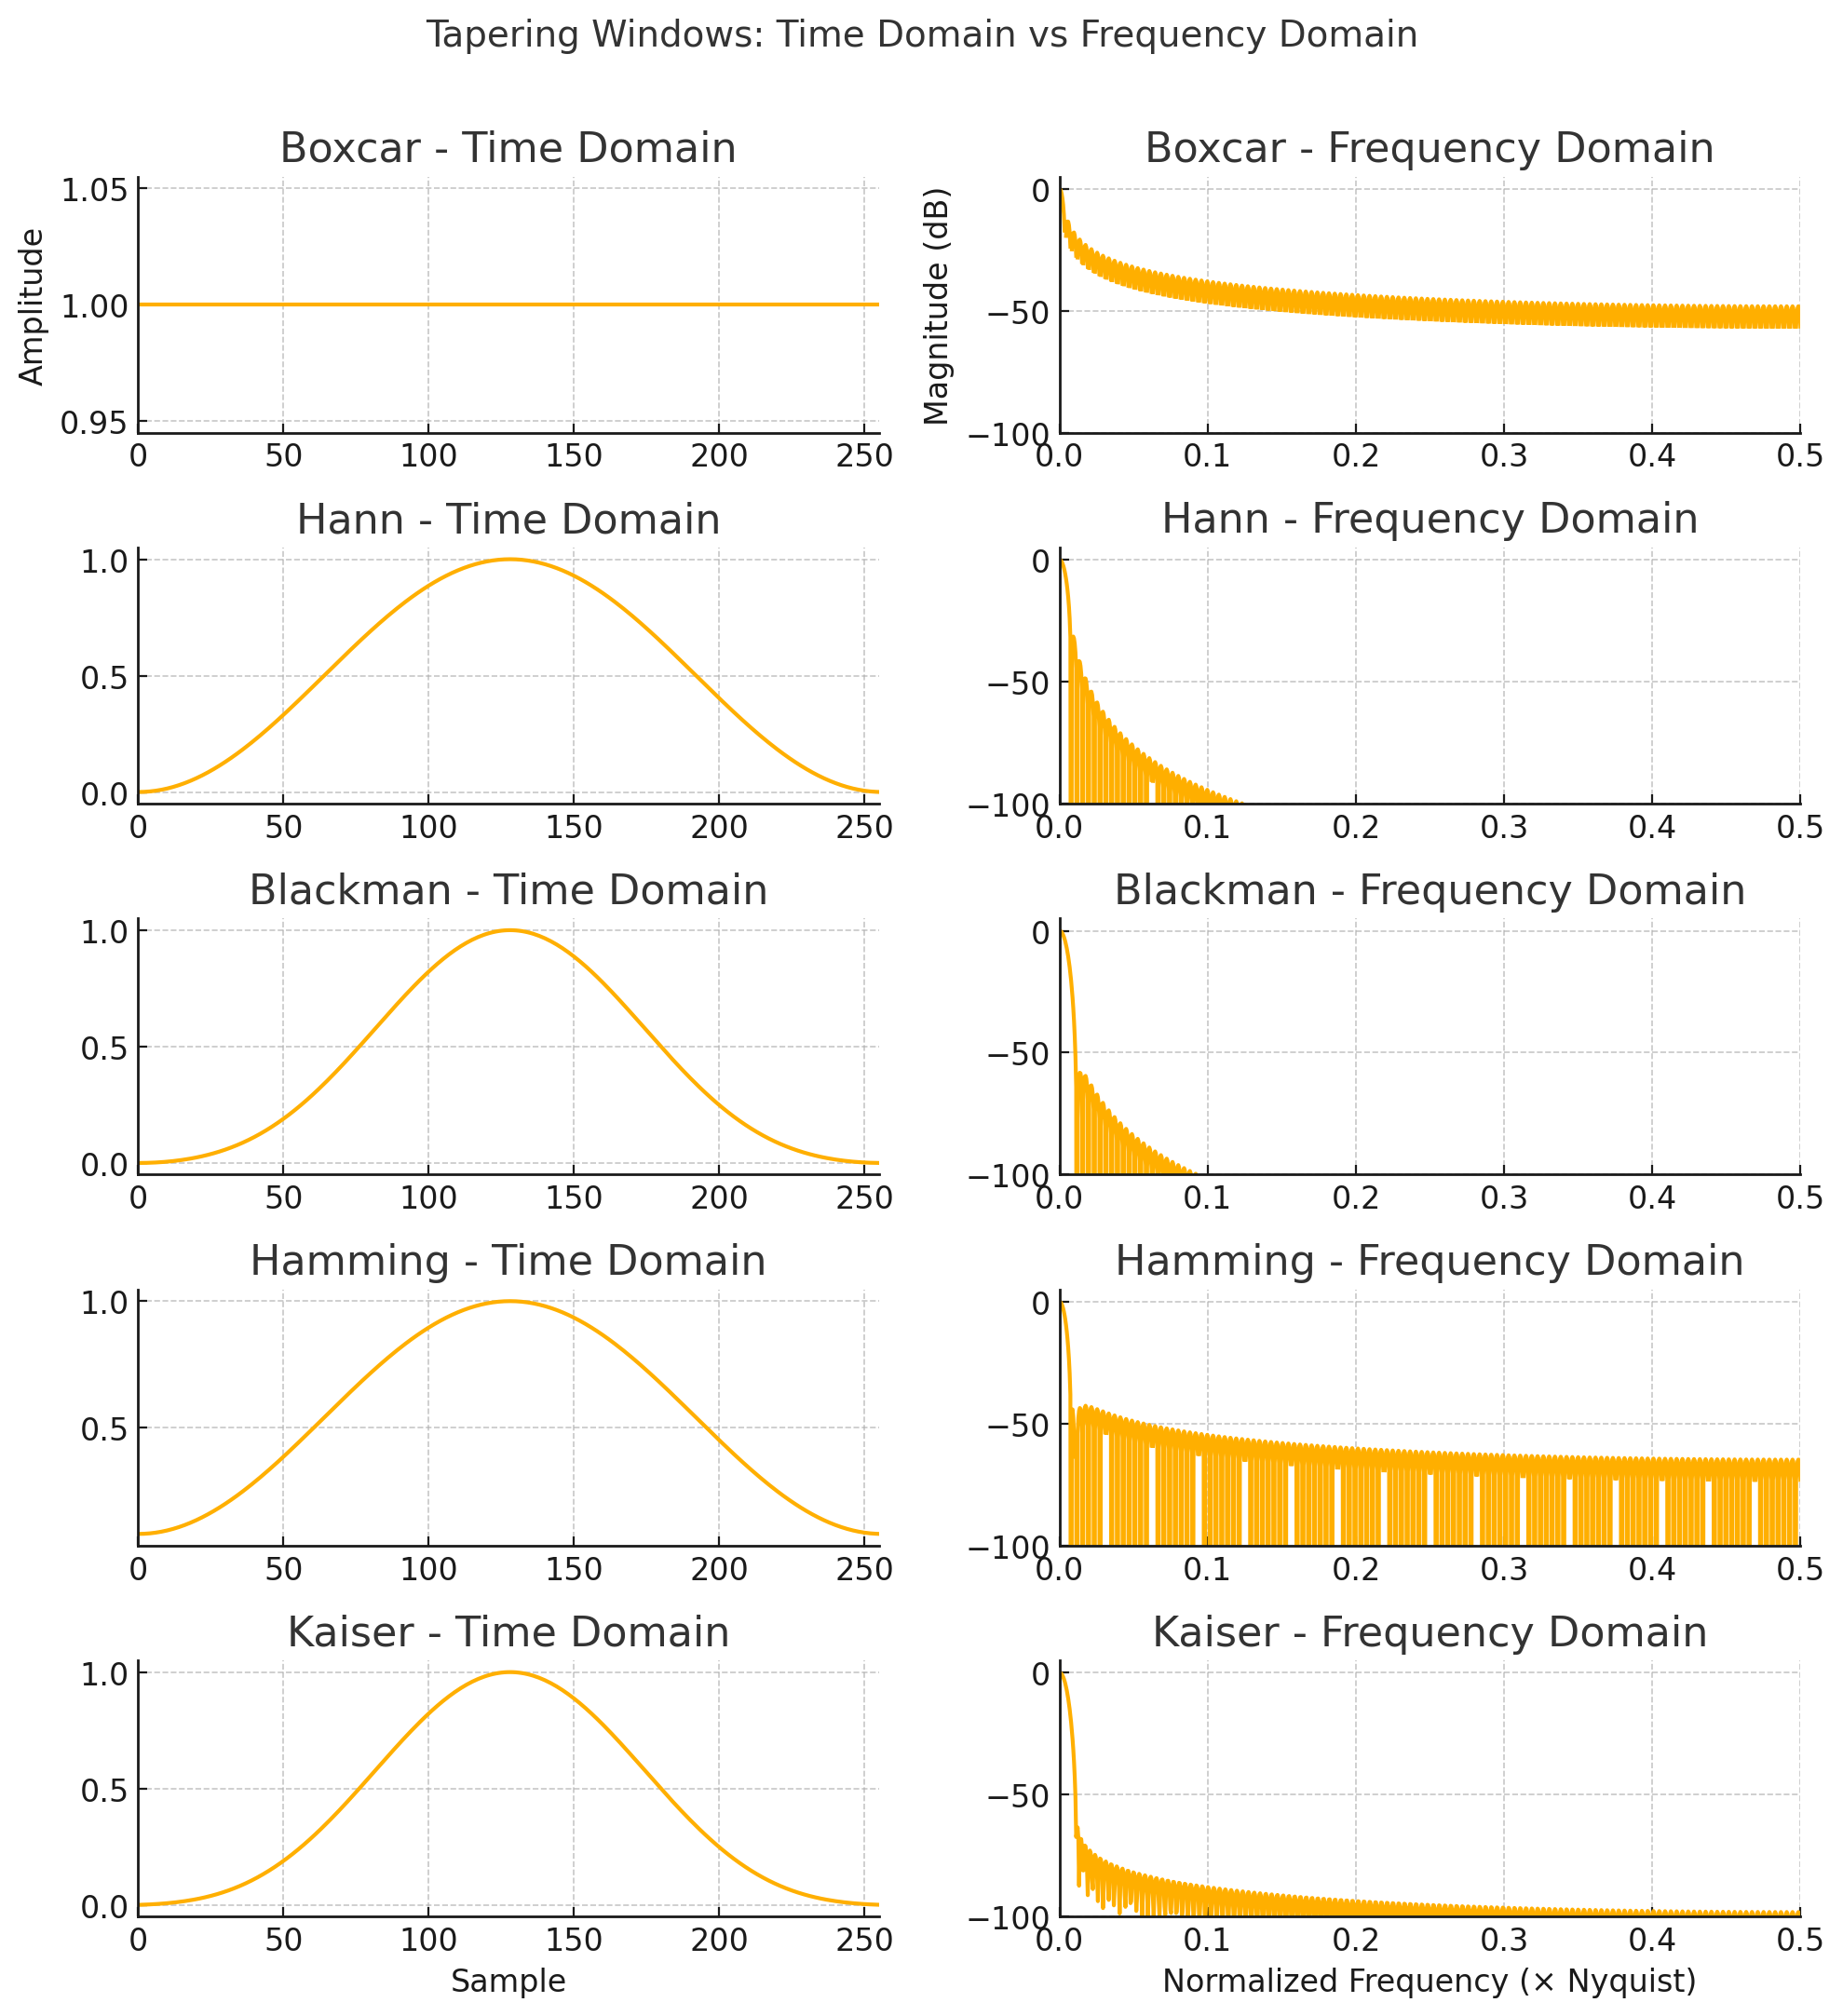 Tapering Windows: Time Domain vs Frequency Domain
Boxcar - Time Domain
Amplitude
1.05
1.00
0.95
0 50 100 150 200 250
Boxcar - Frequency Domain
Magnitude (dB)
0
−50
−100
0.0 0.1 0.2 0.3 0.4 0.5
Hann - Time Domain
1.0
0.5
0.0
0 50 100 150 200 250
Hann - Frequency Domain
0
−50
−100
0.0 0.1 0.2 0.3 0.4 0.5
Blackman - Time Domain
1.0
0.5
0.0
0 50 100 150 200 250
Blackman - Frequency Domain
0
−50
−100
0.0 0.1 0.2 0.3 0.4 0.5
Hamming - Time Domain
1.0
0.5
0 50 100 150 200 250
Hamming - Frequency Domain
0
−50
−100
0.0 0.1 0.2 0.3 0.4 0.5
Kaiser - Time Domain
1.0
0.5
0.0
0 50 100 150 200 250
Sample
Kaiser - Frequency Domain
0
−50
−100
0.0 0.1 0.2 0.3 0.4 0.5
Normalized Frequency (× Nyquist)